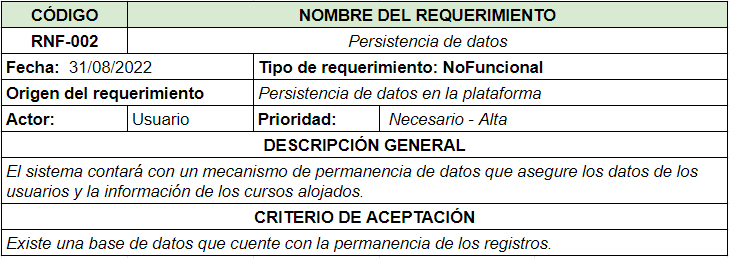 CÓDIGO NOMBRE DEL REQUERIMIENTO
RNF-002 Persistencia de datos
Fecha: 31/08/2022 Tipo de requerimiento: NoFuncional
Origen del requerimiento Persistencia de datos en la plataforma
Actor: Usuario Prioridad: Necesario - Alta
DESCRIPCIÓN GENERAL
El sistema contará con un mecanismo de permanencia de datos que asegure los datos de los
usuarios y la información de los cursos alojados.
CRITERIO DE ACEPTACIÓN
Existe una base de datos que cuente con la permanencia de los registros.